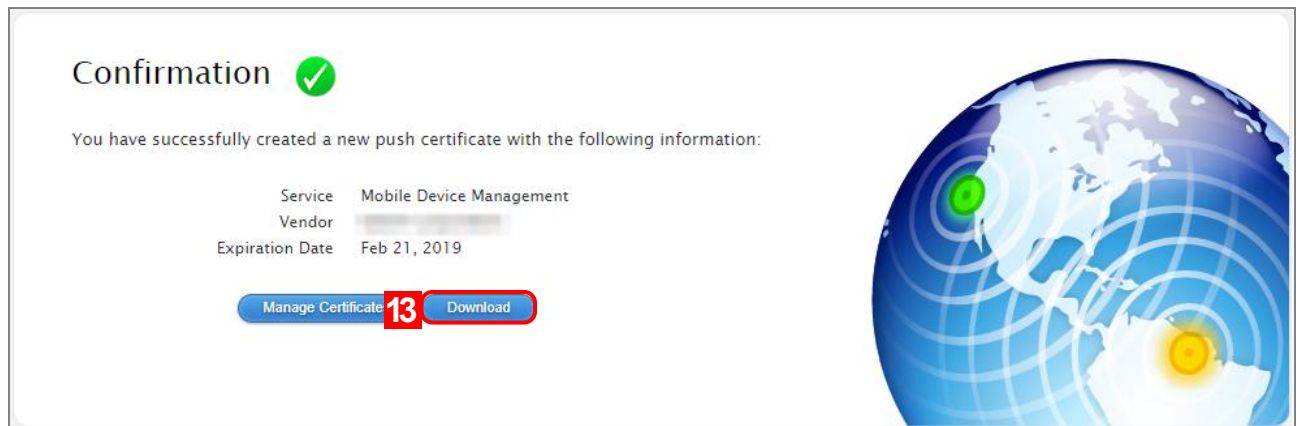 Confirmation
You have successfully created a new push certificate with the following information:
Service Mobile Device Management
Vendor
Expiration Date Feb 21, 2019
Manage Certificate 13 Download